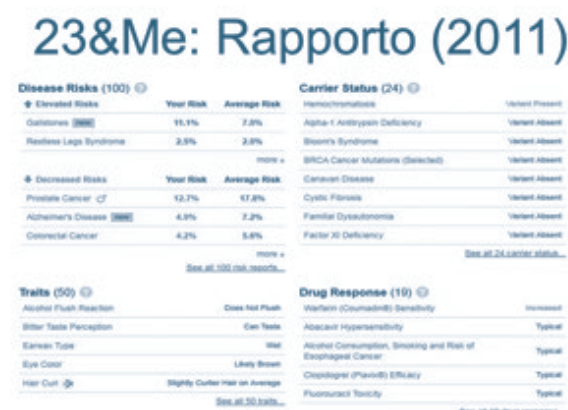 23&Me: Rapporto (2011)
Disease Risks (100)
Elevated Risks Your Risk Average Risk
Gallstones new 11.1% 7.0%
Restless Legs Syndrome 2.5% 2.0%
more »
Decreased Risks Your Risk Average Risk
Prostate Cancer ♂ 12.7% 17.8%
Alzheimer's Disease new 4.9% 7.2%
Colorectal Cancer 4.2% 5.6%
more »
See all 100 risk reports...
Carrier Status (24)
Hemochromatosis Variant Present
Alpha-1 Antitrypsin Deficiency Variant Absent
Bloom's Syndrome Variant Absent
BRCA Cancer Mutations (Selected) Variant Absent
Canavan Disease Variant Absent
Cystic Fibrosis Variant Absent
Familial Dysautonomia Variant Absent
Factor XI Deficiency Variant Absent
See all 24 carrier status...
Traits (50)
Alcohol Flush Reaction Does Not Flush
Bitter Taste Perception Can Taste
Earwax Type Wet
Eye Color Likely Brown
Hair Curl Slightly Curlier Hair on Average
See all 50 traits...
Drug Response (19)
Warfarin (Coumadin®) Sensitivity Increased
Abacavir Hypersensitivity Typical
Alcohol Consumption, Smoking and Risk of
Esophageal Cancer Typical
Clopidogrel (Plavix®) Efficacy Typical
Fluorouracil Toxicity Typical